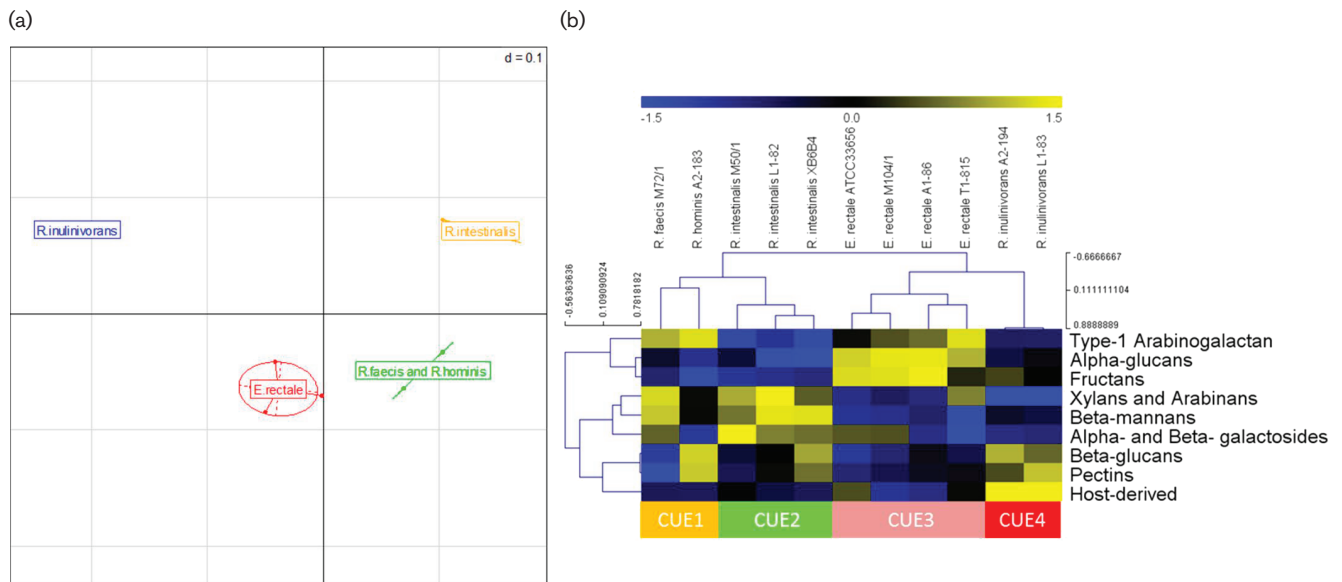 (a)
d = 0.1
R.inulinivorans
R.intestinalis
R.faecis and R.hominis
E.rectale
(b)
-1.5
0.0
1.5
R. faecis M72/1
R. hominis A2-183
R. intestinalis M50/1
R. intestinalis L1-82
R. intestinalis XB6B4
E. rectale ATCC33656
E. rectale M104/1
E. rectale A1-86
E. rectale T1-815
R. inulinivorans A2-194
R. inulinivorans L1-83
-0.56363636
0.109090924
0.7818182
-0.6666667
0.111111104
0.8888889
Type-1 Arabinogalactan
Alpha-glucans
Fructans
Xylans and Arabinans
Beta-mannans
Alpha- and Beta- galactosides
Beta-glucans
Pectins
Host-derived
CUE1
CUE2
CUE3
CUE4